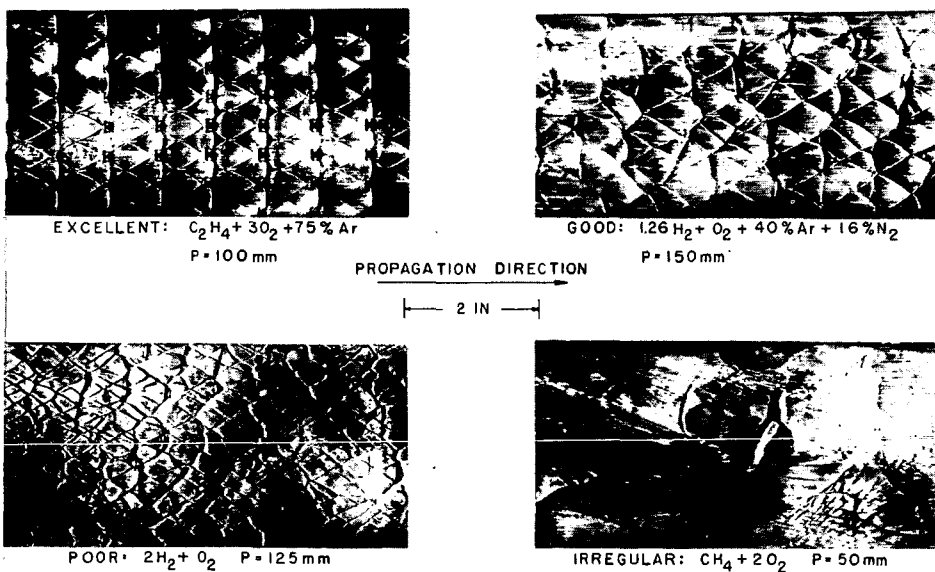 EXCELLENT: C₂H₄ + 3O₂ + 75% Ar
P = 100 mm
GOOD: 1.26 H₂ + O₂ + 40% Ar + 16% N₂
P = 150 mm
PROPAGATION DIRECTION
2 IN
POOR: 2H₂ + O₂ P = 125 mm
IRREGULAR: CH₄ + 2O₂ P = 50 mm